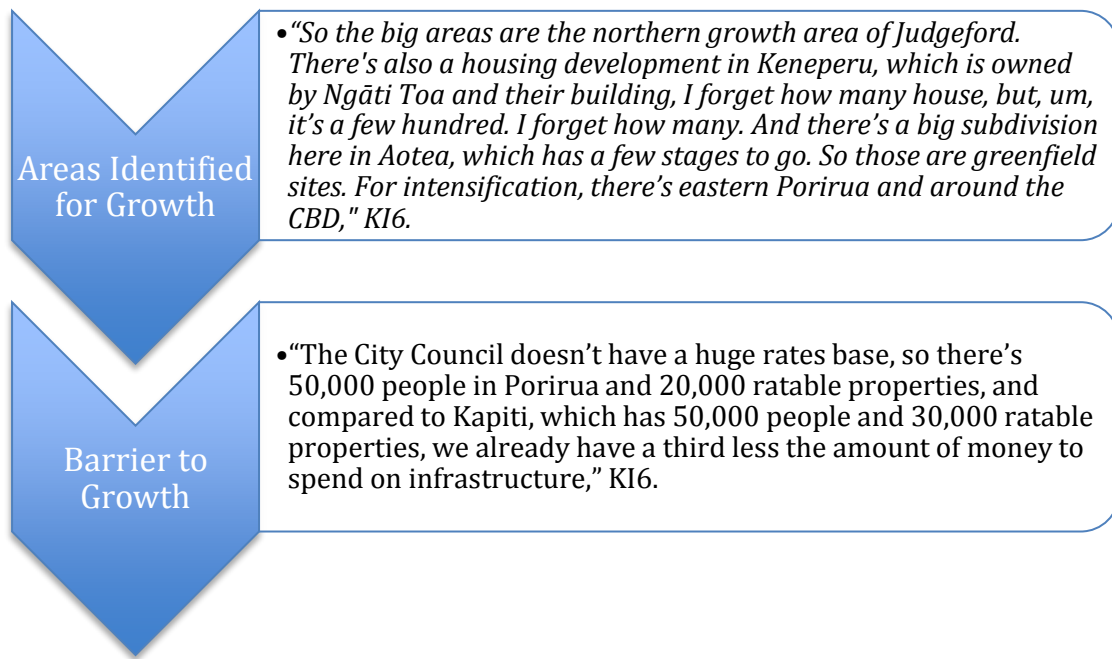 Areas Identified
for Growth
•“So the big areas are the northern growth area of Judgeford.
There's also a housing development in Keneperu, which is owned
by Ngāti Toa and their building, I forget how many house, but, um,
it’s a few hundred. I forget how many. And there’s a big subdivision
here in Aotea, which has a few stages to go. So those are greenfield
sites. For intensification, there’s eastern Porirua and around the
CBD," KI6.
Barrier to
Growth
•“The City Council doesn’t have a huge rates base, so there’s
50,000 people in Porirua and 20,000 ratable properties, and
compared to Kapiti, which has 50,000 people and 30,000 ratable
properties, we already have a third less the amount of money to
spend on infrastructure,” KI6.